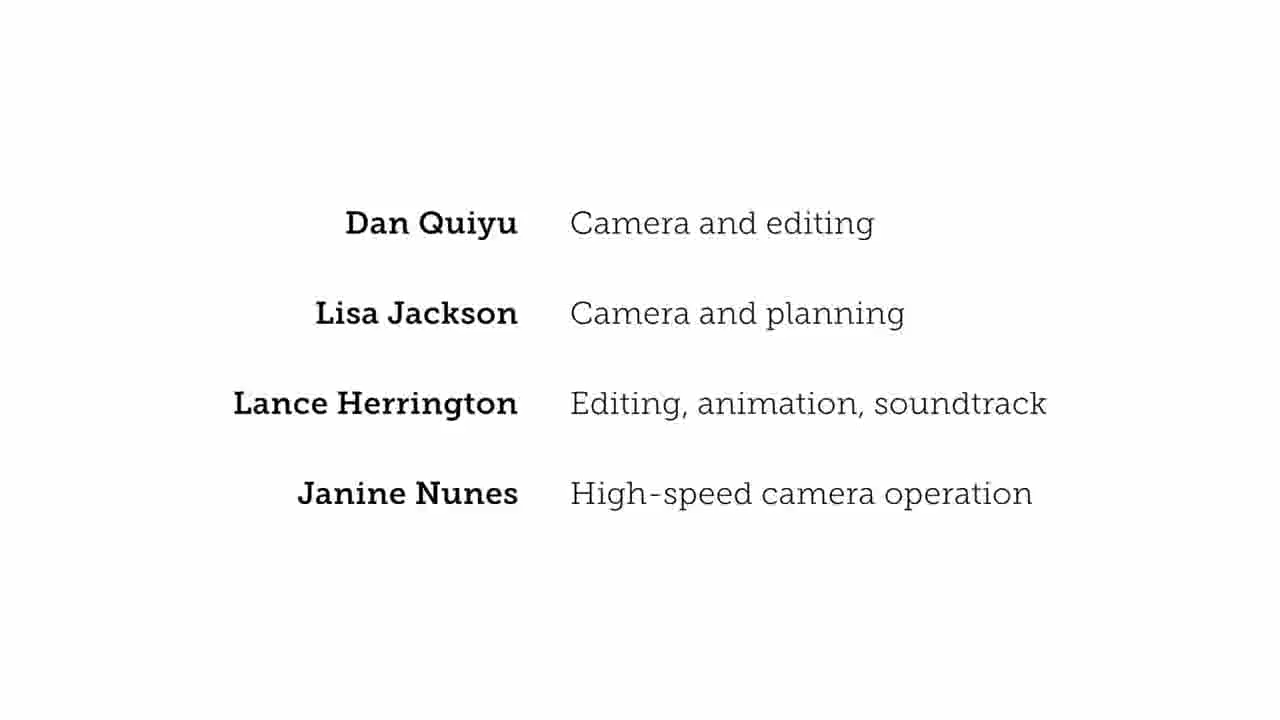 Dan Quiyu Camera and editing
Lisa Jackson Camera and planning
Lance Herrington Editing, animation, soundtrack
Janine Nunes High-speed camera operation